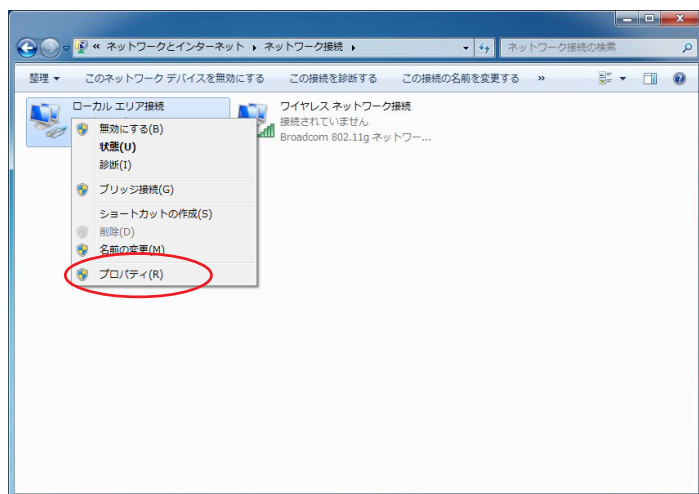 « ネットワークとインターネット ▸ ネットワーク接続 ▸
ネットワーク接続の検索
整理 ▼ このネットワーク デバイスを無効にする この接続を診断する この接続の名前を変更する »
ローカル エリア接続
ワイヤレス ネットワーク接続
接続されていません
Broadcom 802.11g ネットワー...
無効にする(B)
状態(U)
診断(I)
ブリッジ接続(G)
ショートカットの作成(S)
削除(D)
名前の変更(M)
プロパティ(R)